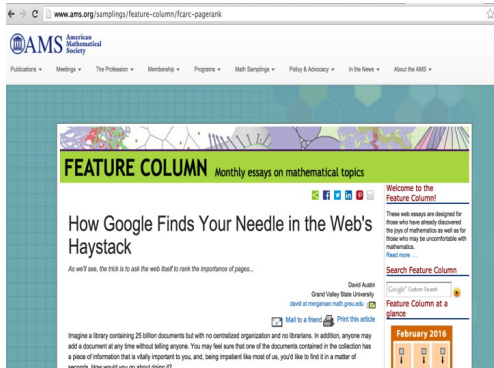 www.ams.org/samplings/feature-column/fcarc-pagerank
AMS American Mathematical Society
Publications Meetings The Profession Membership Programs Math Samplings Policy & Advocacy In the News About the AMS
FEATURE COLUMN Monthly essays on mathematical topics
How Google Finds Your Needle in the Web's
Haystack
As we'll see, the trick is to ask the web itself to rank the importance of pages...
David Austin
Grand Valley State University
david at merganser.math.gvsu.edu
Mail to a friend Print this article
Imagine a library containing 25 billion documents but with no centralized organization and no librarians. In addition, anyone may
add a document at any time without telling anyone. You may feel sure that one of the documents contained in the collection has
a piece of information that is vitally important to you, and, being impatient like most of us, you'd like to find it in a matter of
seconds. How would you go about doing it?
Welcome to the
Feature Column!
These web essays are designed for
those who have already discovered
the joys of mathematics as well as for
those who may be uncomfortable with
mathematics.
Read more . . .
Search Feature Column
Google Custom Search
Feature Column at a
glance
February 2016